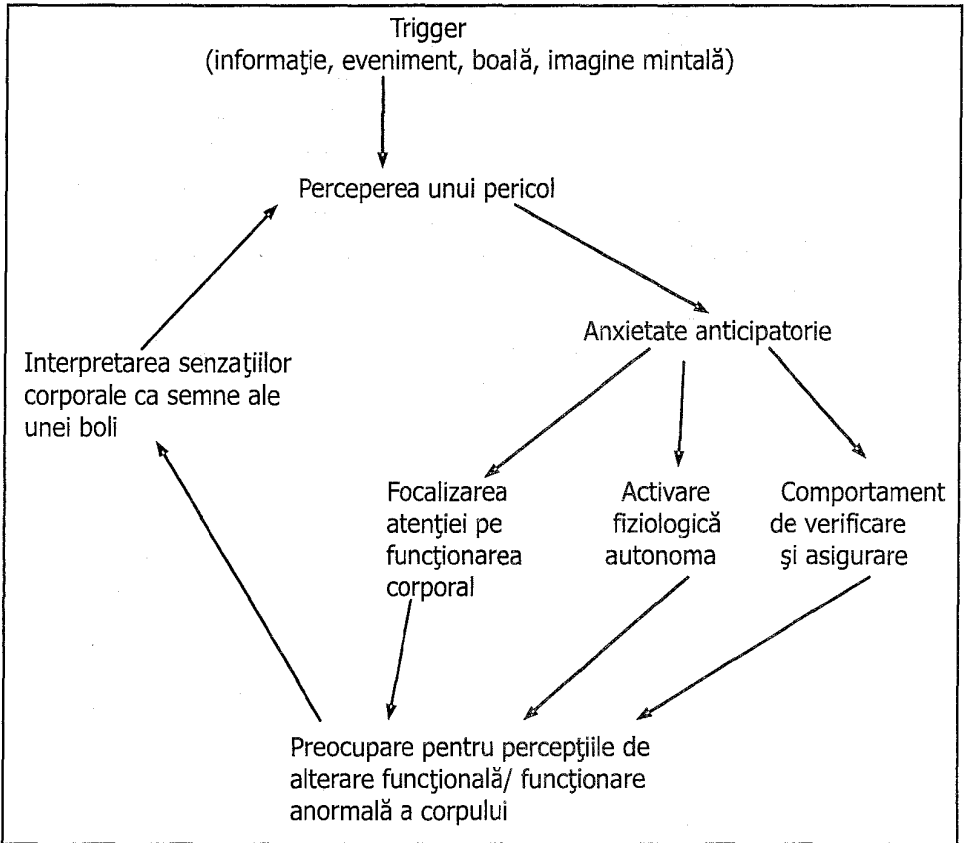 Trigger
(informaţie, eveniment, boală, imagine mintală)
Perceperea unui pericol
Anxietate anticipatorie
Interpretarea senzaţiilor
corporale ca semne ale
unei boli
Focalizarea
atenţiei pe
funcţionarea
corporal
Activare
fiziologică
autonoma
Comportament
de verificare
şi asigurare
Preocupare pentru percepţiile de
alterare funcţională/ funcţionare
anormală a corpului